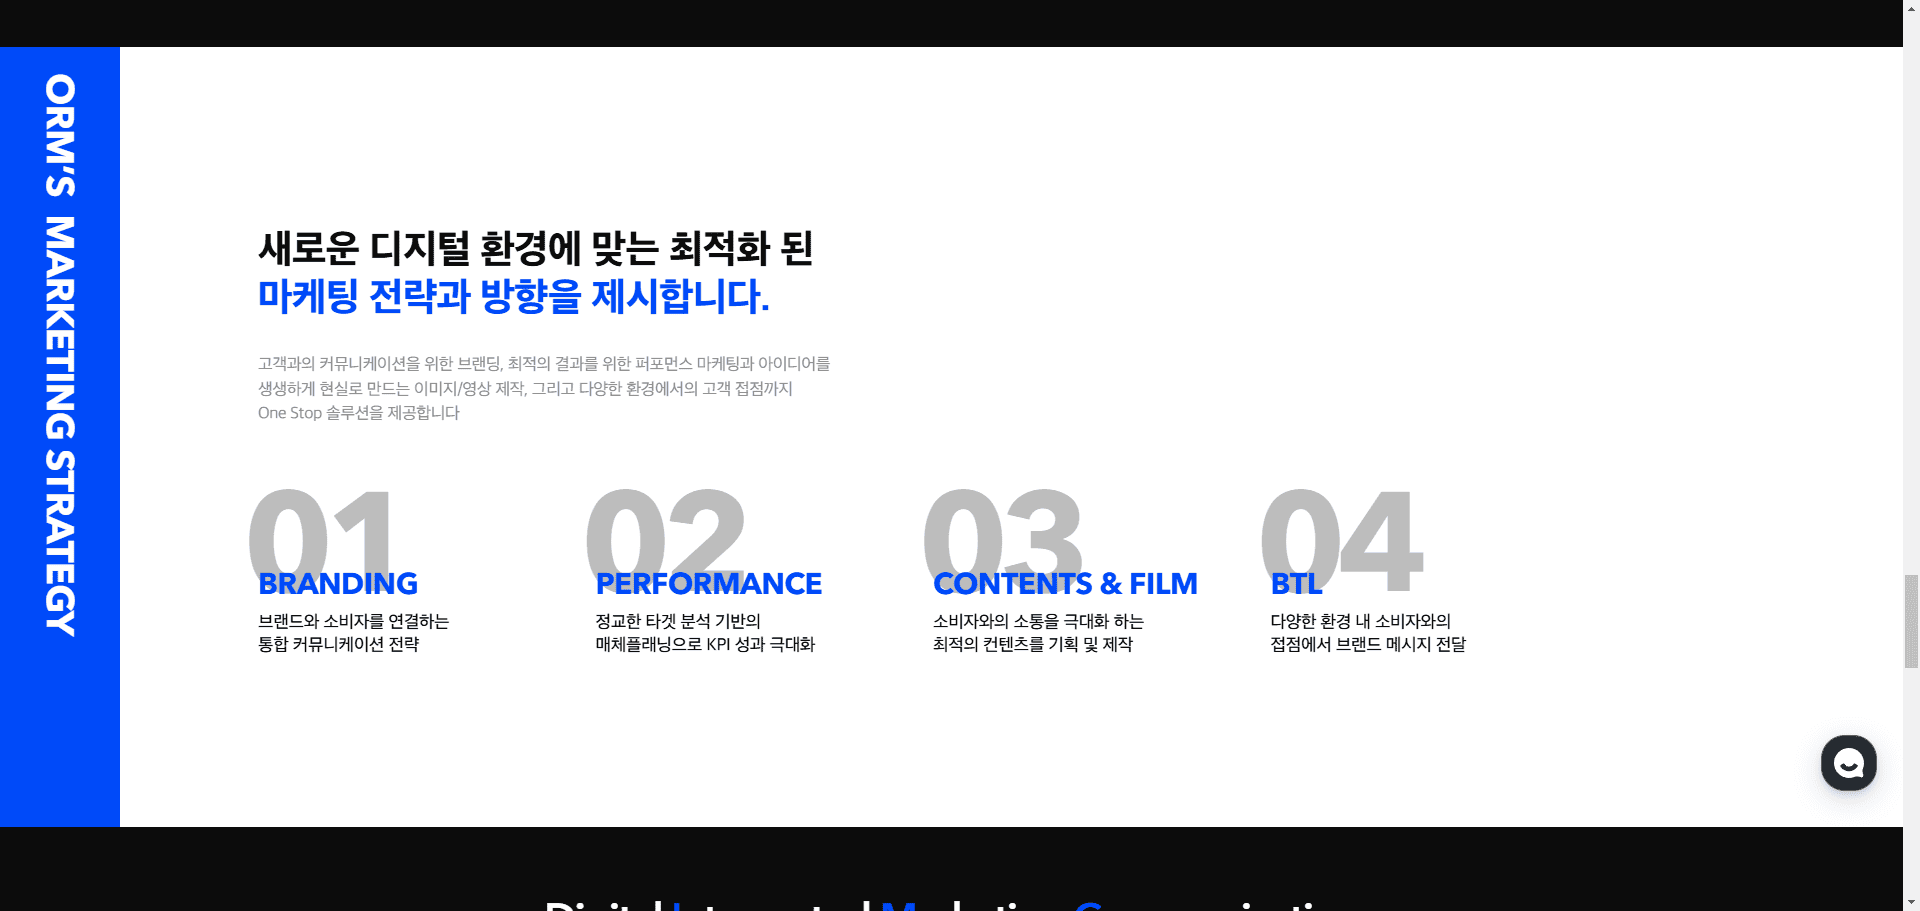 ORM'S MARKETING STRATEGY
새로운 디지털 환경에 맞는 최적화 된
마케팅 전략과 방향을 제시합니다.
고객과의 커뮤니케이션을 위한 브랜딩, 최적의 결과를 위한 퍼포먼스 마케팅과 아이디어를
생생하게 현실로 만드는 이미지/영상 제작, 그리고 다양한 환경에서의 고객 접점까지
One Stop 솔루션을 제공합니다
01
BRANDING
브랜드와 소비자를 연결하는
통합 커뮤니케이션 전략
02
PERFORMANCE
정교한 타겟 분석 기반의
매체플래닝으로 KPI 성과 극대화
03
CONTENTS & FILM
소비자와의 소통을 극대화 하는
최적의 컨텐츠를 기획 및 제작
04
BTL
다양한 환경 내 소비자와의
접점에서 브랜드 메시지 전달